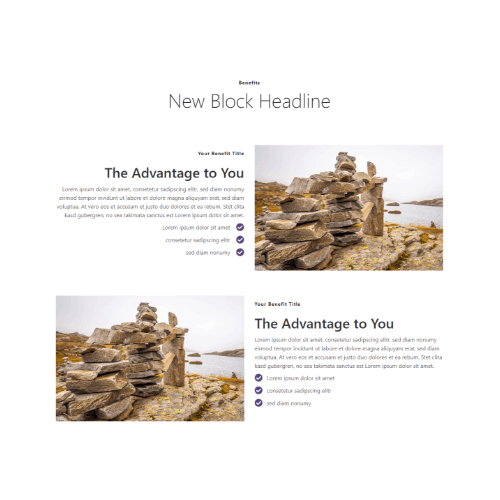 Benefits
New Block Headline
Your Benefit Title
The Advantage to You
Lorem ipsum dolor sit amet, consetetur sadipscing elitr, sed diam nonumy
eirmod tempor invidunt ut labore et dolore magna aliquyam erat, sed diam
voluptua. At vero eos et accusam et justo duo dolores et ea rebum. Stet clita
kasd gubergren, no sea takimata sanctus est Lorem ipsum dolor sit amet.
Lorem ipsum dolor sit amet
consetetur sadipscing elitr
sed diam nonumy
Your Benefit Title
The Advantage to You
Lorem ipsum dolor sit amet, consetetur sadipscing elitr, sed diam nonumy
eirmod tempor invidunt ut labore et dolore magna aliquyam erat, sed diam
voluptua. At vero eos et accusam et justo duo dolores et ea rebum. Stet clita
kasd gubergren, no sea takimata sanctus est Lorem ipsum dolor sit amet.
Lorem ipsum dolor sit amet
consetetur sadipscing elitr
sed diam nonumy